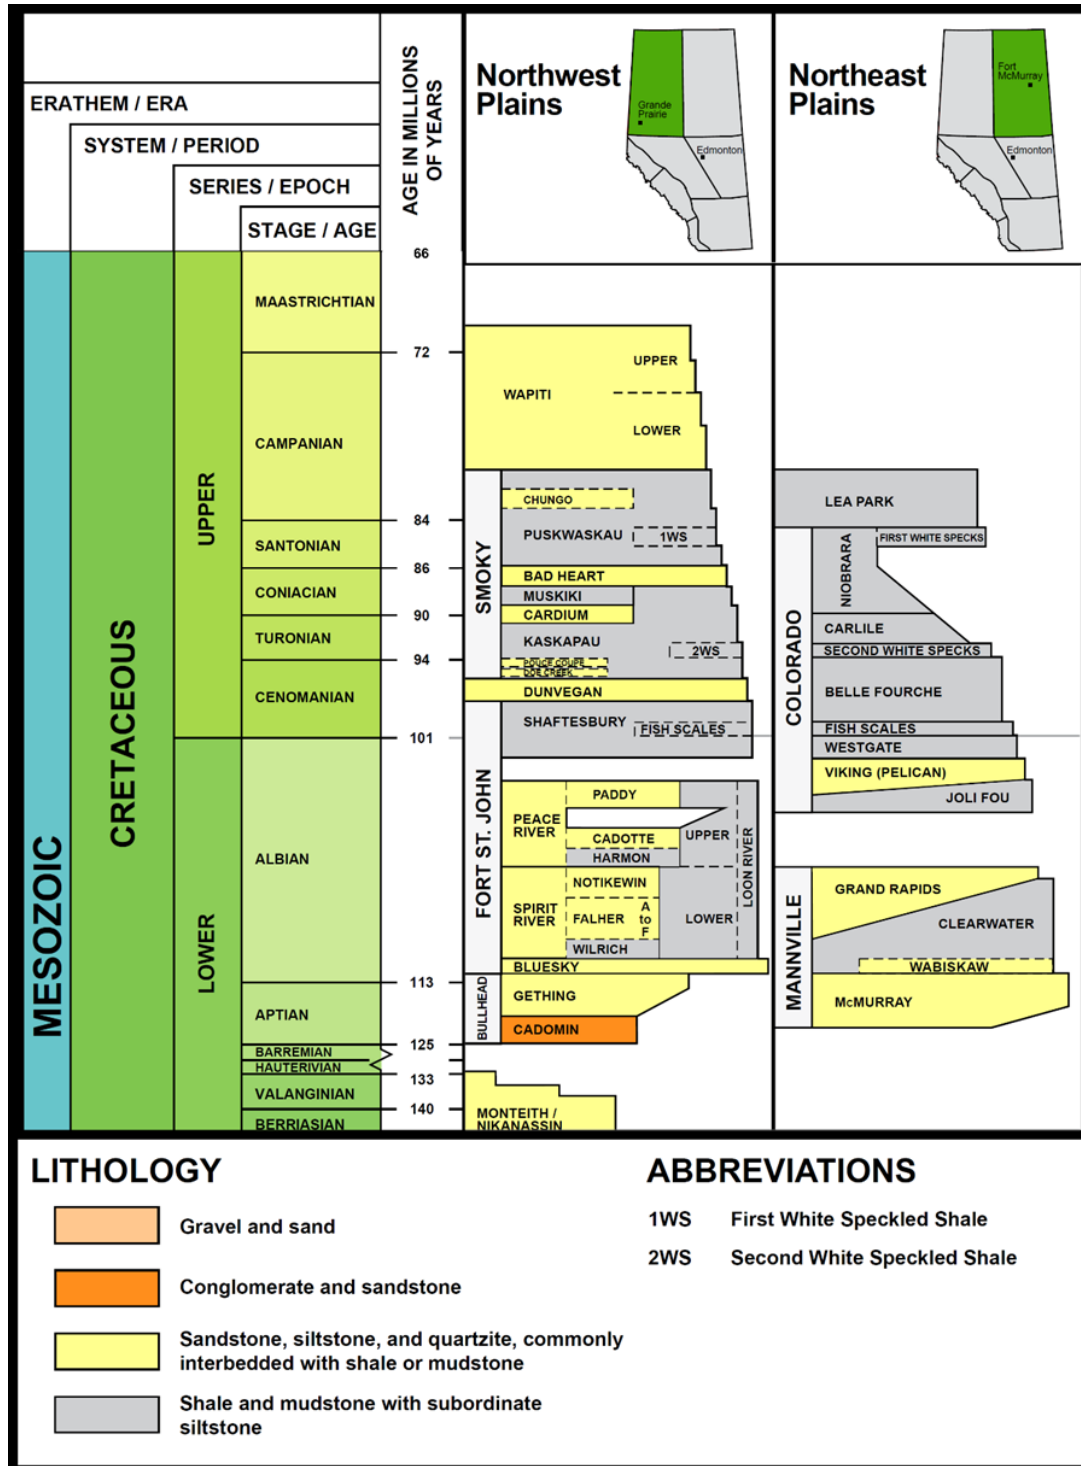 ERATHEM / ERA
SYSTEM / PERIOD
SERIES / EPOCH
STAGE / AGE
AGE IN MILLIONS
OF YEARS
Northwest
Plains
Grande
Prairie
Edmonton
Northeast
Plains
Fort
McMurray
Edmonton
MESOZOIC
CRETACEOUS
UPPER
LOWER
MAASTRICHTIAN
CAMPANIAN
SANTONIAN
CONIACIAN
TURONIAN
CENOMANIAN
ALBIAN
APTIAN
BARREMIAN
HAUTERIVIAN
VALANGINIAN
BERRIASIAN
66
72
84
86
90
94
101
113
125
133
140
WAPITI
UPPER
LOWER
SMOKY
CHUNGO
PUSKWASKAU
1WS
BAD HEART
MUSKIKI
CARDIUM
KASKAPAU
2WS
POUCE COUPE
DOE CREEK
DUNVEGAN
FORT ST. JOHN
SHAFTESBURY
FISH SCALES
PEACE
RIVER
PADDY
CADOTTE
HARMON
UPPER
LOON RIVER
SPIRIT
RIVER
NOTIKEWIN
FALHER
A
to
F
WILRICH
LOWER
BLUESKY
BULLHEAD
GETHING
CADOMIN
MONTEITH /
NIKANASSIN
LEA PARK
COLORADO
NIOBRARA
FIRST WHITE SPECKS
CARLILE
SECOND WHITE SPECKS
BELLE FOURCHE
FISH SCALES
WESTGATE
VIKING (PELICAN)
JOLI FOU
MANNVILLE
GRAND RAPIDS
CLEARWATER
WABISKAW
McMURRAY
LITHOLOGY
Gravel and sand
Conglomerate and sandstone
Sandstone, siltstone, and quartzite, commonly
interbedded with shale or mudstone
Shale and mudstone with subordinate
siltstone
ABBREVIATIONS
1WS First White Speckled Shale
2WS Second White Speckled Shale